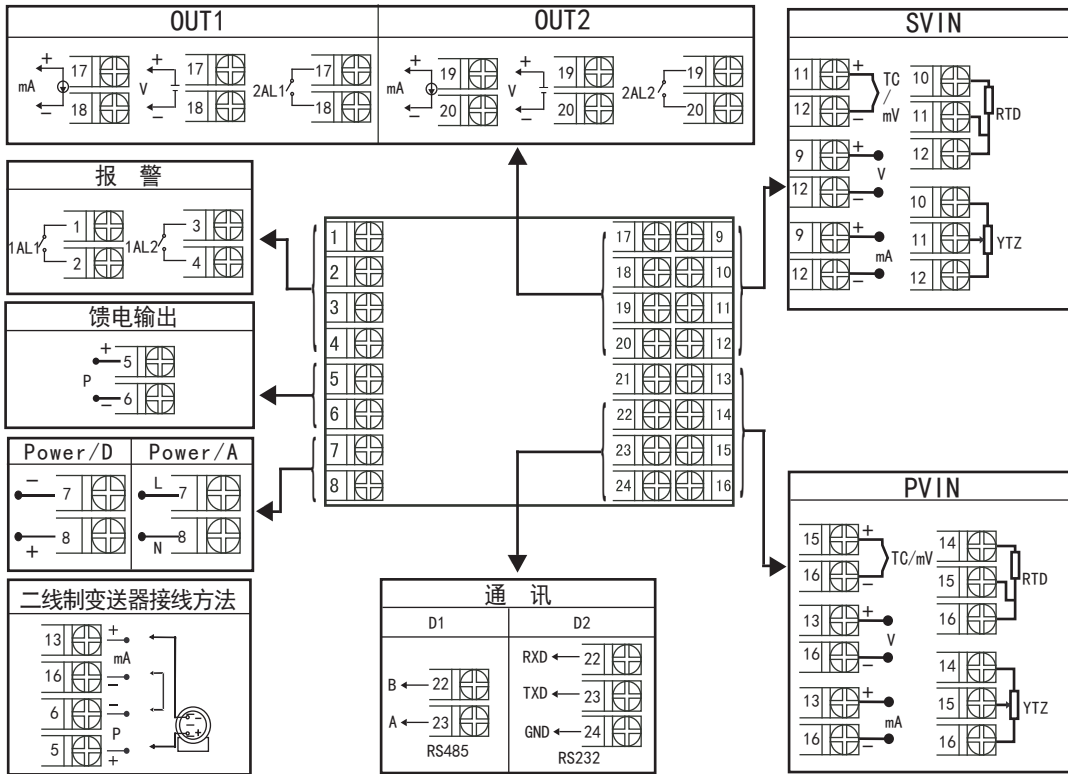 OUT1
+
mA
−
17
18
+
V
−
17
18
2AL1
17
18
OUT2
+
mA
−
19
20
+
V
−
19
20
2AL2
19
20
SVIN
11
12
+
−
TC
/
mV
10
11
12
RTD
9
12
+
−
V
9
12
+
−
mA
10
11
12
YTZ
报 警
1AL1
1
2
1AL2
3
4
馈电输出
P
+
5
−
6
Power/D
−
7
8
+
Power/A
L
7
N
8
二线制变送器接线方法
13
+
mA
16
−
6
−
P
5
+
−
−
+
1
2
3
4
5
6
7
8
17
9
18
10
19
11
20
12
21
13
22
14
23
15
24
16
通 讯
D1
B
22
A
23
RS485
D2
RXD
22
TXD
23
GND
24
RS232
PVIN
15
16
+
−
TC/mV
14
15
16
RTD
13
16
+
−
V
13
16
+
−
mA
14
15
16
YTZ